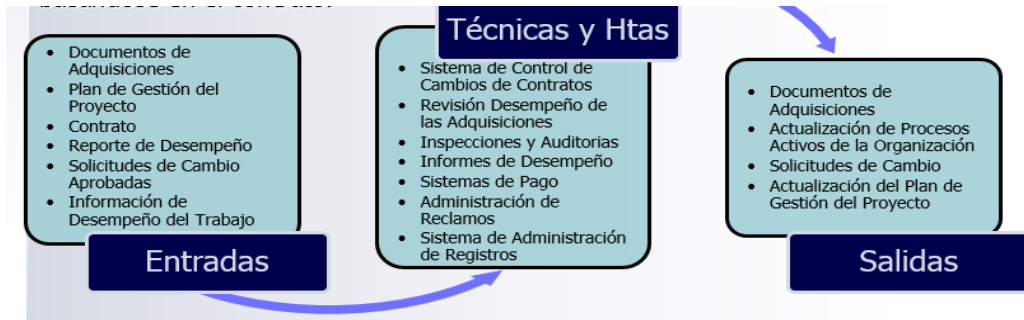 Técnicas y Htas
• Documentos de
Adquisiciones
• Plan de Gestión del
Proyecto
• Contrato
• Reporte de Desempeño
• Solicitudes de Cambio
Aprobadas
• Información de
Desempeño del Trabajo
Entradas
• Sistema de Control de
Cambios de Contratos
• Revisión Desempeño de
las Adquisiciones
• Inspecciones y Auditorias
• Informes de Desempeño
• Sistemas de Pago
• Administración de
Reclamos
• Sistema de Administración
de Registros
• Documentos de
Adquisiciones
• Actualización de Procesos
Activos de la Organización
• Solicitudes de Cambio
• Actualización del Plan de
Gestión del Proyecto
Salidas